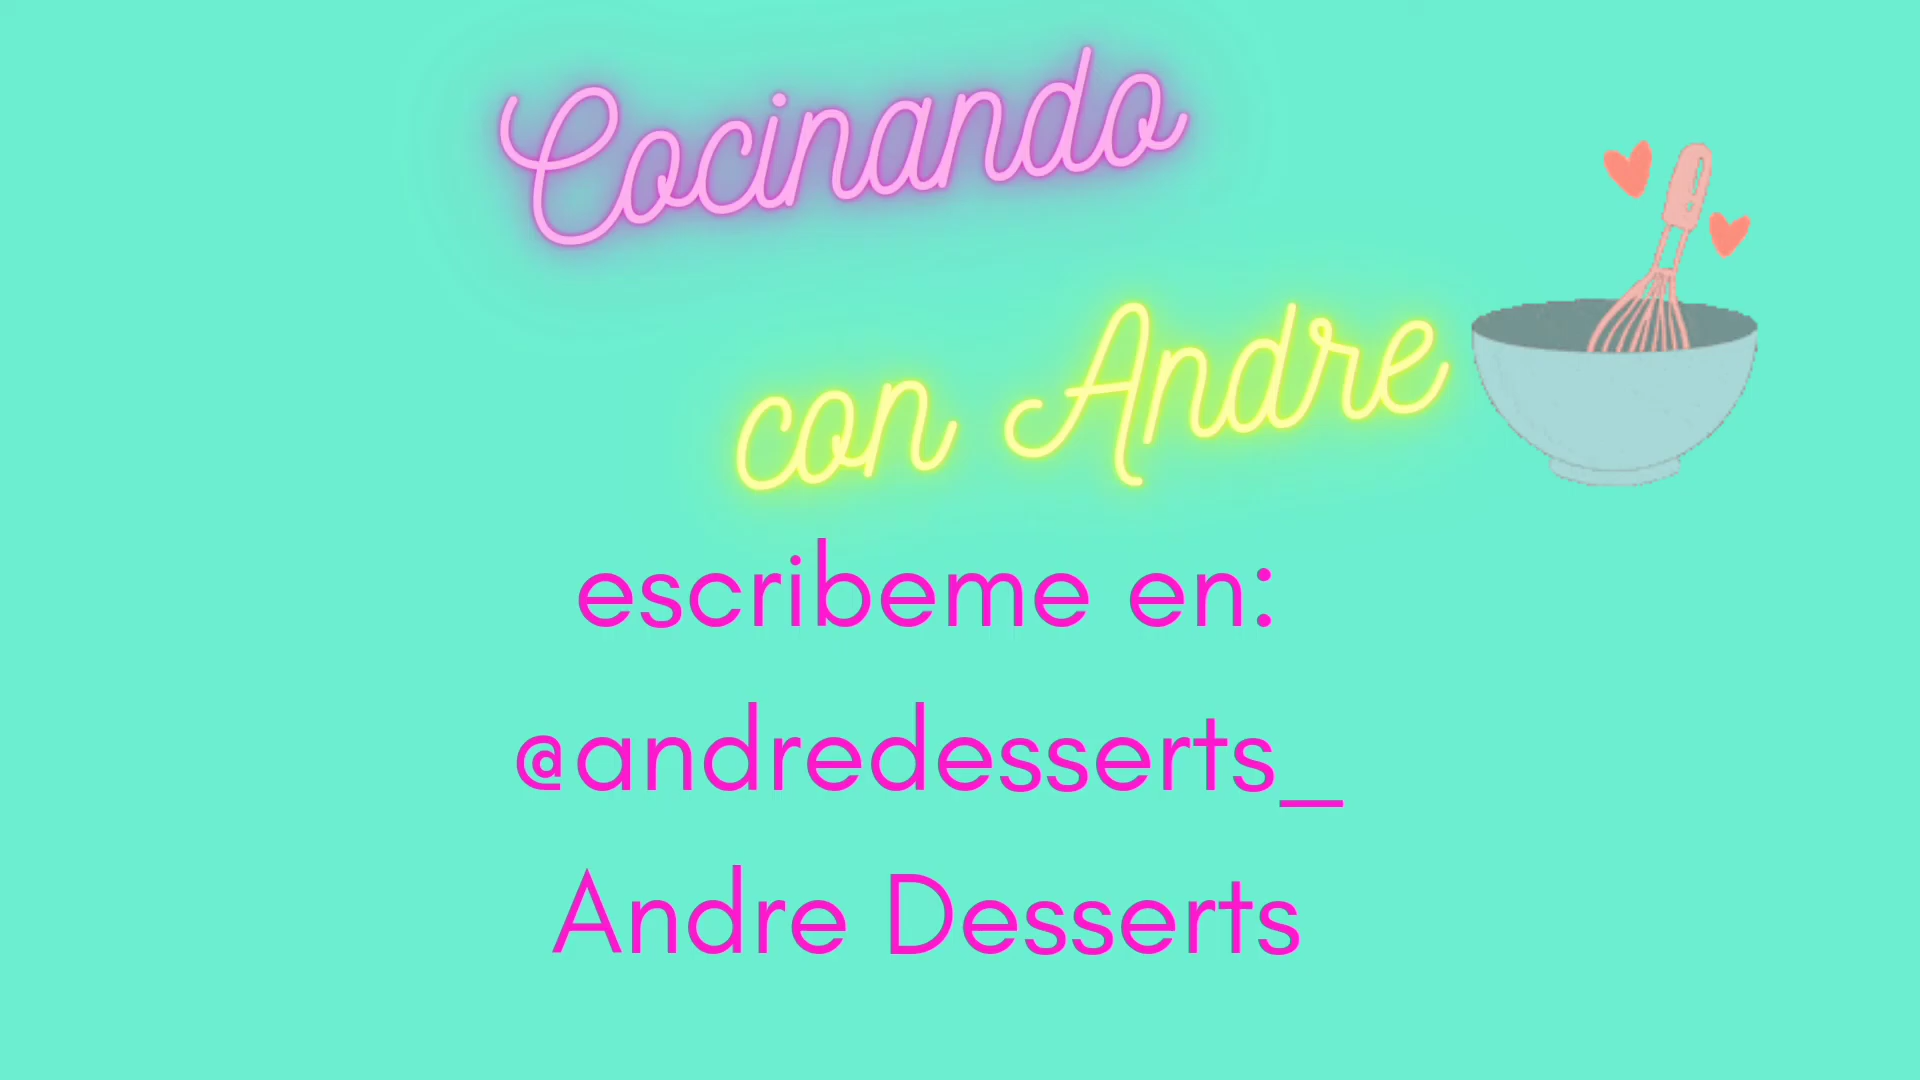 Cocinando
con Andre
escribeme en:
@andredesserts_
Andre Desserts